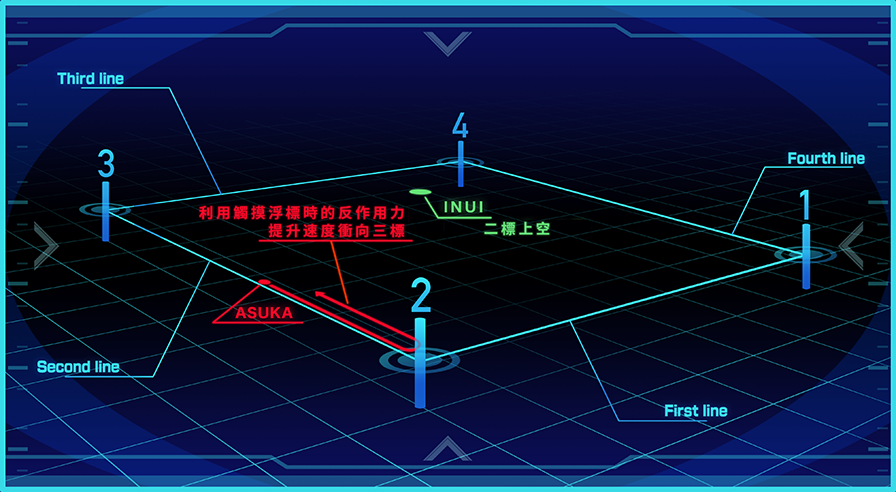 Third line
4
3
Fourth line
1
利用觸摸浮標時的反作用力
提升速度衝向三標
INUI
二標上空
2
ASUKA
Second line
First line